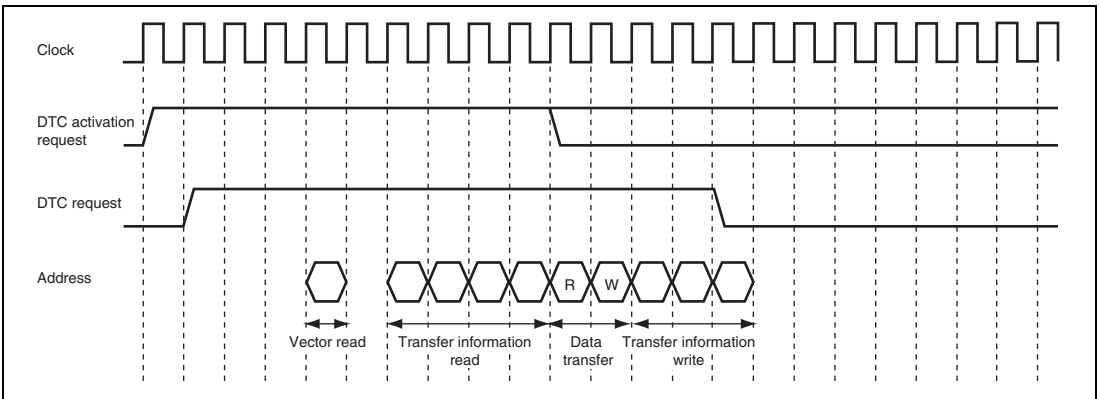 Clock
DTC activation
request
DTC request
Address
R
W
Vector read
Transfer information
read
Data
transfer
Transfer information
write